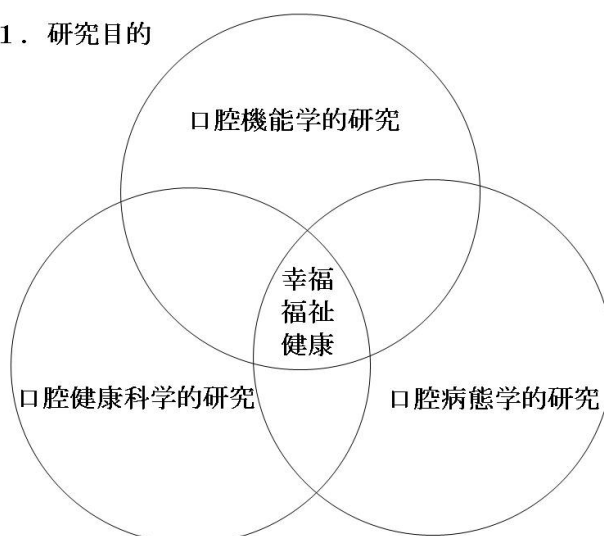 1．研究目的
口腔機能学的研究
幸福
福祉
健康
口腔健康科学的研究
口腔病態学的研究